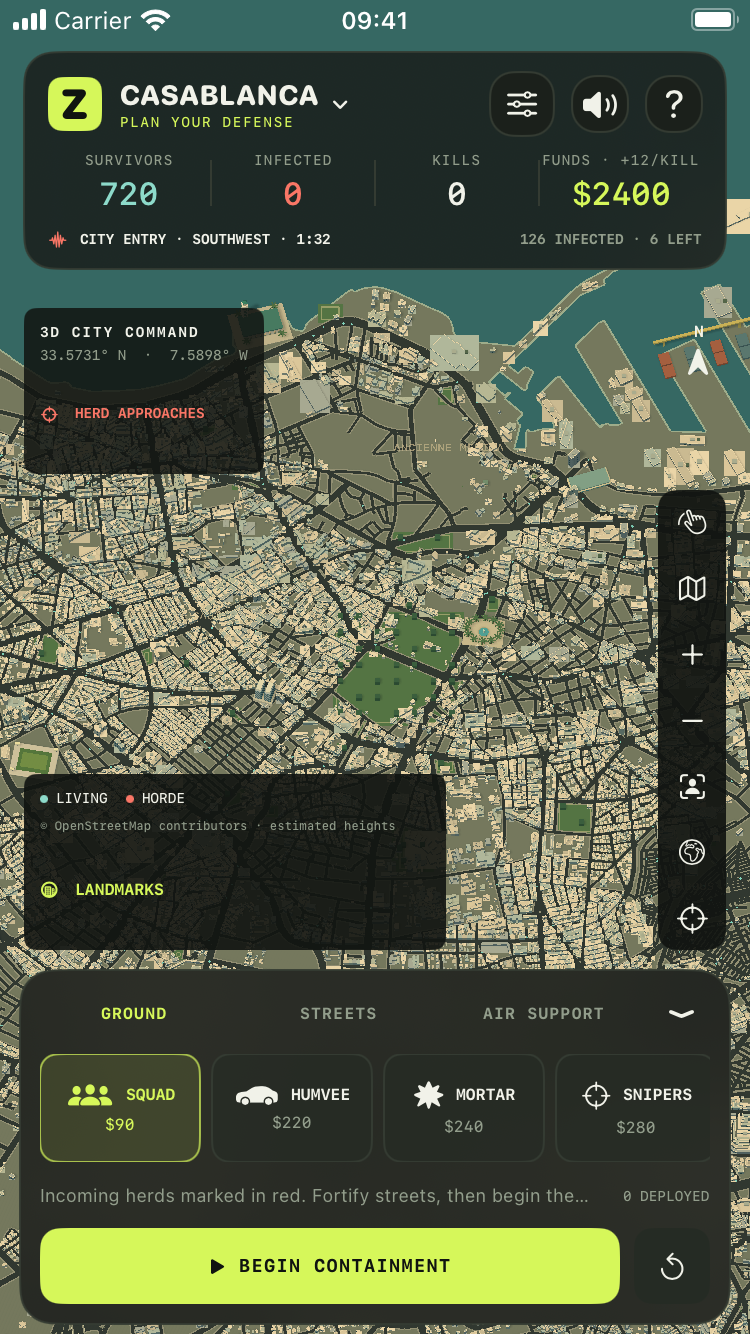 Carrier 09:41
Z CASABLANCA
PLAN YOUR DEFENSE
?
SURVIVORS INFECTED KILLS FUNDS · +12/KILL
720 0 0 $2400
CITY ENTRY · SOUTHWEST · 1:32 126 INFECTED · 6 LEFT
3D CITY COMMAND
33.5731° N · 7.5898° W
N
HERD APPROACHES
ANCIENNE
LIVING HORDE
© OpenStreetMap contributors · estimated heights
LANDMARKS
GROUND STREETS AIR SUPPORT
SQUAD HUMVEE MORTAR SNIPERS
$90 $220 $240 $280
Incoming herds marked in red. Fortify streets, then begin the… 0 DEPLOYED
BEGIN CONTAINMENT